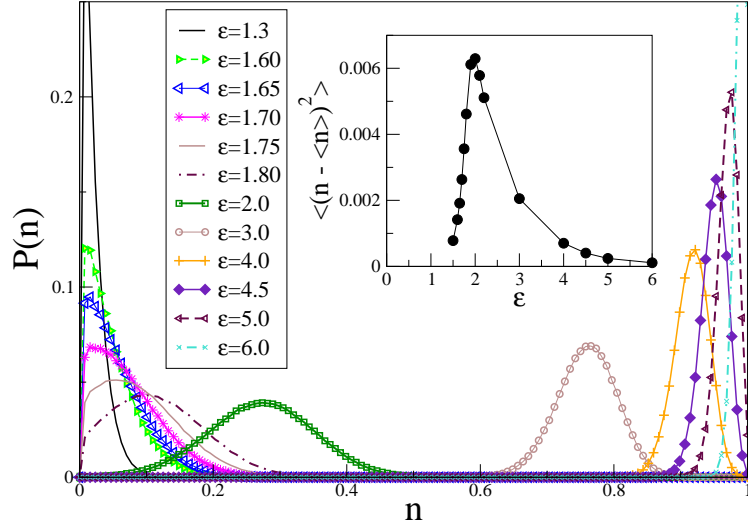 P(n)
0.2
0.1
0
0
0.2
0.4
0.6
0.8
1
n
ε=1.3
ε=1.60
ε=1.65
ε=1.70
ε=1.75
ε=1.80
ε=2.0
ε=3.0
ε=4.0
ε=4.5
ε=5.0
ε=6.0
<(n - <n>)²>
0.006
0.004
0.002
0
0 1 2 3 4 5 6
ε